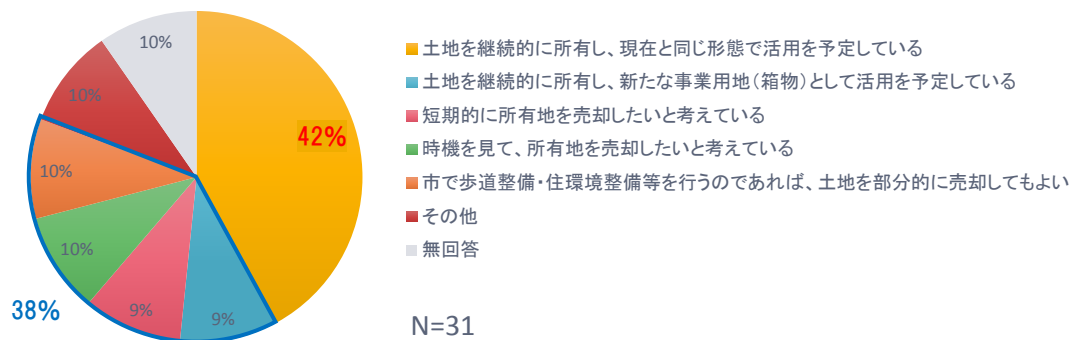 10%
10%
42%
10%
10%
38%
9%
9%
土地を継続的に所有し、現在と同じ形態で活用を予定している
土地を継続的に所有し、新たな事業用地（箱物）として活用を予定している
短期的に所有地を売却したいと考えている
時機を見て、所有地を売却したいと考えている
市で歩道整備・住環境整備等を行うのであれば、土地を部分的に売却してもよい
その他
無回答
N=31